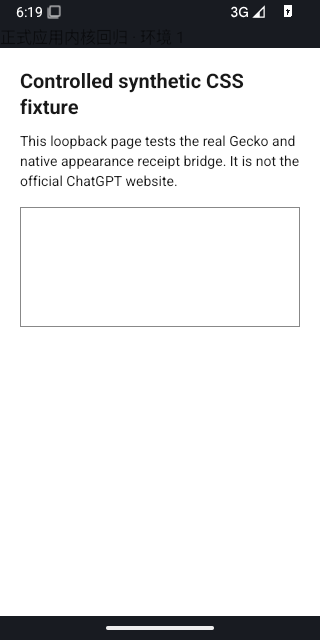 6:19 3G
正式应用内核回归 · 环境 1
Controlled synthetic CSS
fixture
This loopback page tests the real Gecko and
native appearance receipt bridge. It is not the
official ChatGPT website.